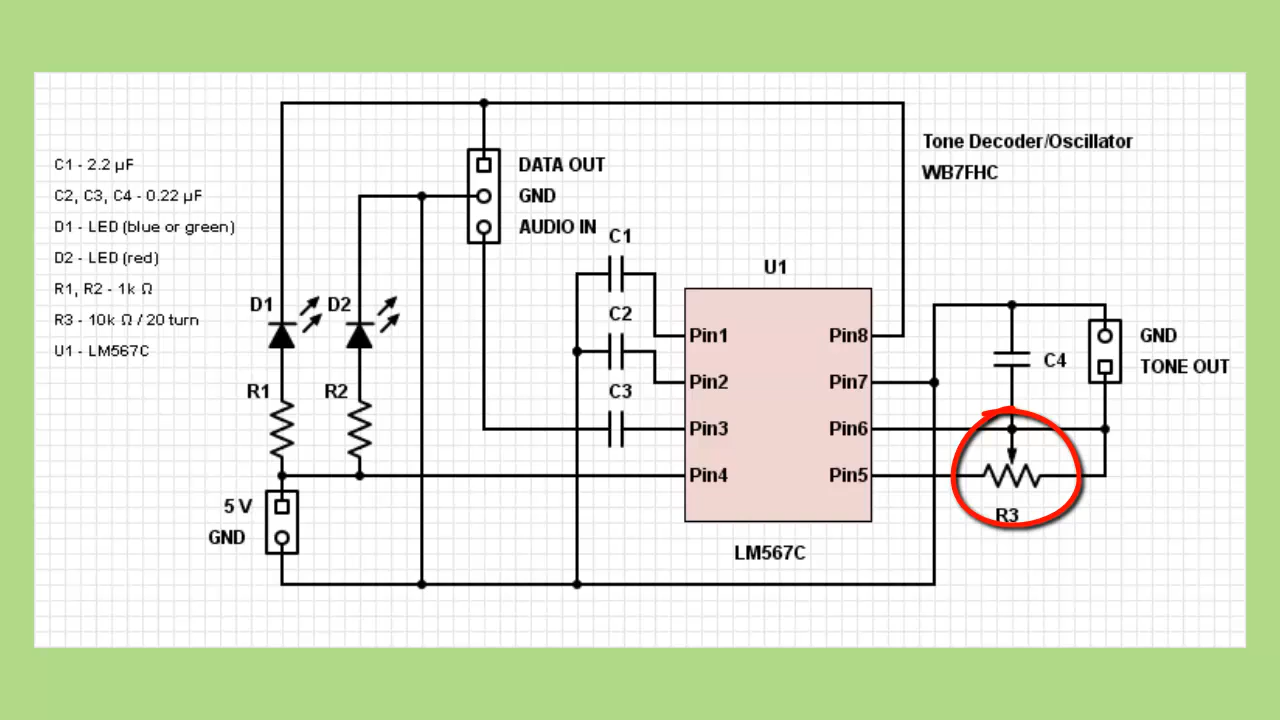 C1 - 2.2 µF
C2, C3, C4 - 0.22 µF
D1 - LED (blue or green)
D2 - LED (red)
R1, R2 - 1k Ω
R3 - 10k Ω / 20 turn
U1 - LM567C
Tone Decoder/Oscillator
WB7FHC
DATA OUT
GND
AUDIO IN
C1
C2
C3
U1
D1
D2
R1
R2
5 V
GND
Pin1
Pin2
Pin3
Pin4
Pin8
Pin7
Pin6
Pin5
LM567C
C4
GND
TONE OUT
R3